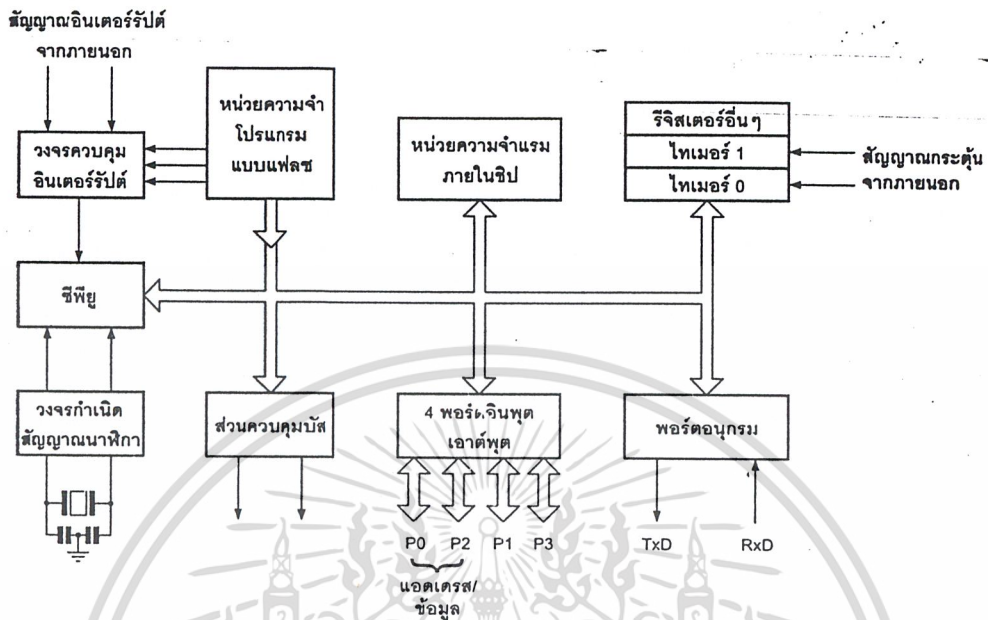 สัญญาณอินเตอร์รัปต์
จากภายนอก
วงจรควบคุม
อินเตอร์รัปต์
หน่วยความจำ
โปรแกรม
แบบแฟลช
หน่วยความจำแรม
ภายในชิป
รีจิสเตอร์อื่นๆ
ไทเมอร์ 1
ไทเมอร์ 0
สัญญาณกระตุ้น
จากภายนอก
ซีพียู
วงจรกำเนิด
สัญญาณนาฬิกา
ส่วนควบคุมบัส
4 พอร์ตอินพุต
เอาต์พุต
พอร์ตอนุกรม
P0 P2 P1 P3
TxD RxD
แอดเดรส/
ข้อมูล